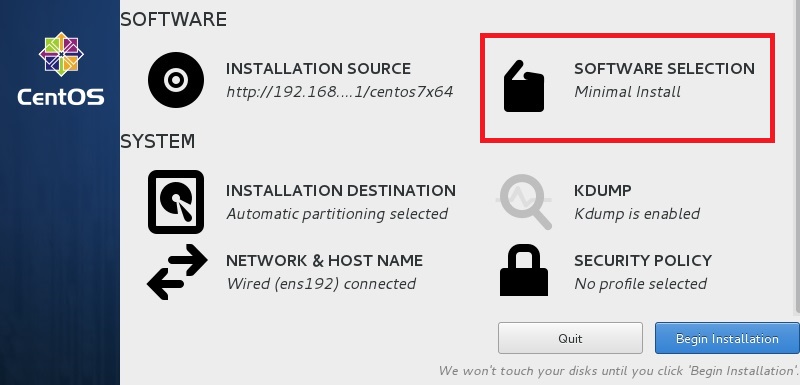 SOFTWARE
CentOS
INSTALLATION SOURCE
http://192.168....1/centos7x64
SOFTWARE SELECTION
Minimal Install
SYSTEM
INSTALLATION DESTINATION
Automatic partitioning selected
KDUMP
Kdump is enabled
NETWORK & HOST NAME
Wired (ens192) connected
SECURITY POLICY
No profile selected
Quit
Begin Installation
We won't touch your disks until you click 'Begin Installation'.